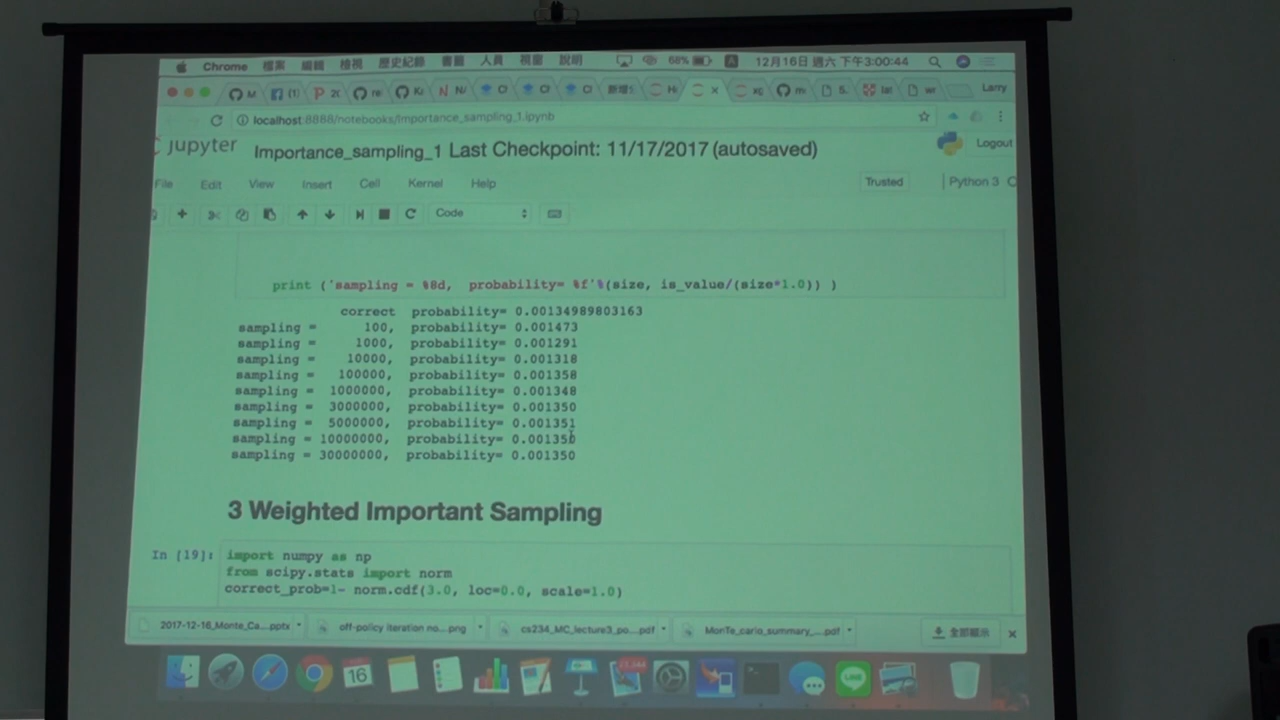 Chrome 檔案 編輯 檢視 歷史紀錄 書籤 人員 視窗 說明 68% 12月16日 週六 下午3:00:44
Larry
localhost:8888/notebooks/Importance_sampling_1.ipynb
jupyter Importance_sampling_1 Last Checkpoint: 11/17/2017 (autosaved) Logout
File Edit View Insert Cell Kernel Help Trusted Python 3
Code
print ('sampling = %8d, probability= %f'%(size, is_value/(size*1.0)) )
correct probability= 0.00134989803163
sampling = 100, probability= 0.001473
sampling = 1000, probability= 0.001291
sampling = 10000, probability= 0.001318
sampling = 100000, probability= 0.001358
sampling = 1000000, probability= 0.001348
sampling = 3000000, probability= 0.001350
sampling = 5000000, probability= 0.001351
sampling = 10000000, probability= 0.001350
sampling = 30000000, probability= 0.001350
3 Weighted Important Sampling
In [19]: import numpy as np
from scipy.stats import norm
correct_prob=1- norm.cdf(3.0, loc=0.0, scale=1.0)
2017-12-16_Monte_Ca....pptx off-policy iteration no....png cs234_MC_lecture3_po....pdf MonTe_carlo_summary_....pdf 全部顯示
16
LINE